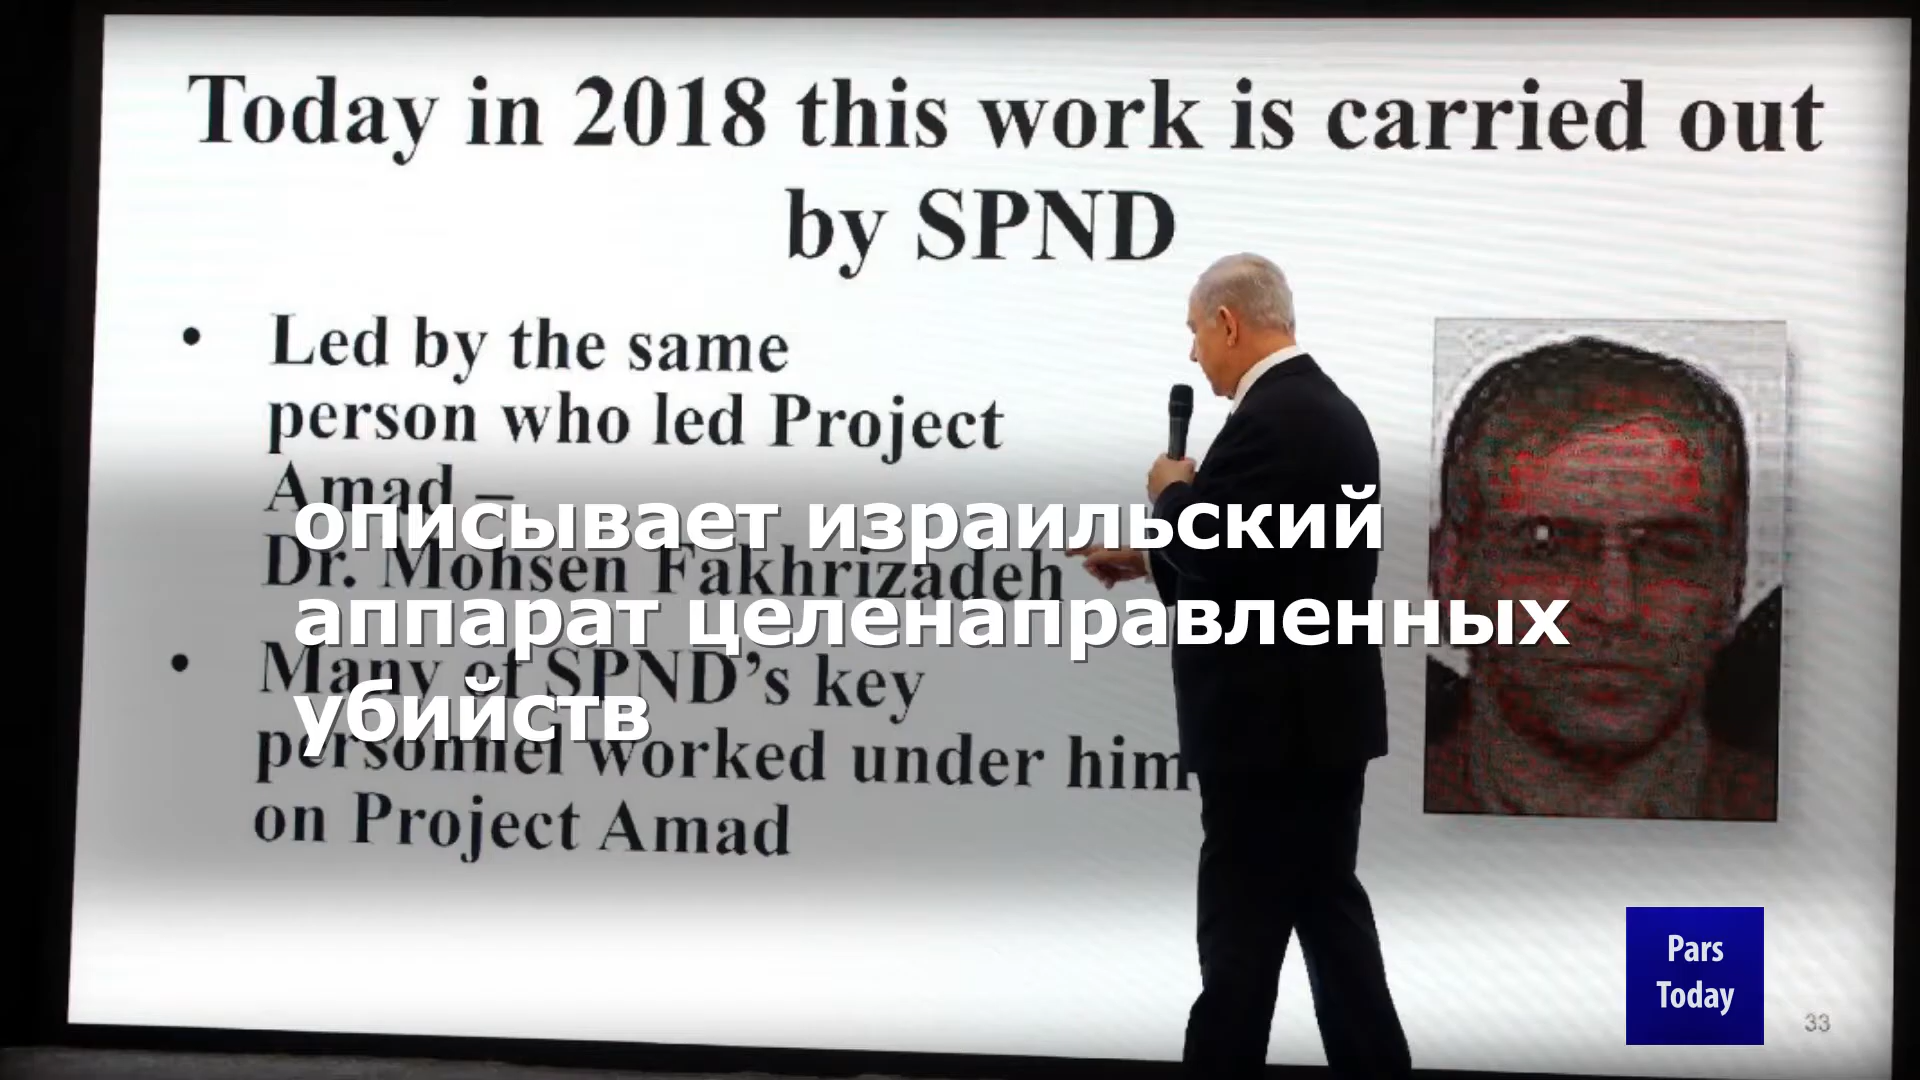 Today in 2018 this work is carried out
by SPND
• Led by the same
person who led Project
Amad –
Dr. Mohsen Fakhrizadeh
• Many of SPND’s key
personnel worked under him
on Project Amad
описывает израильский
аппарат целенаправленных
убийств
Pars
Today
33